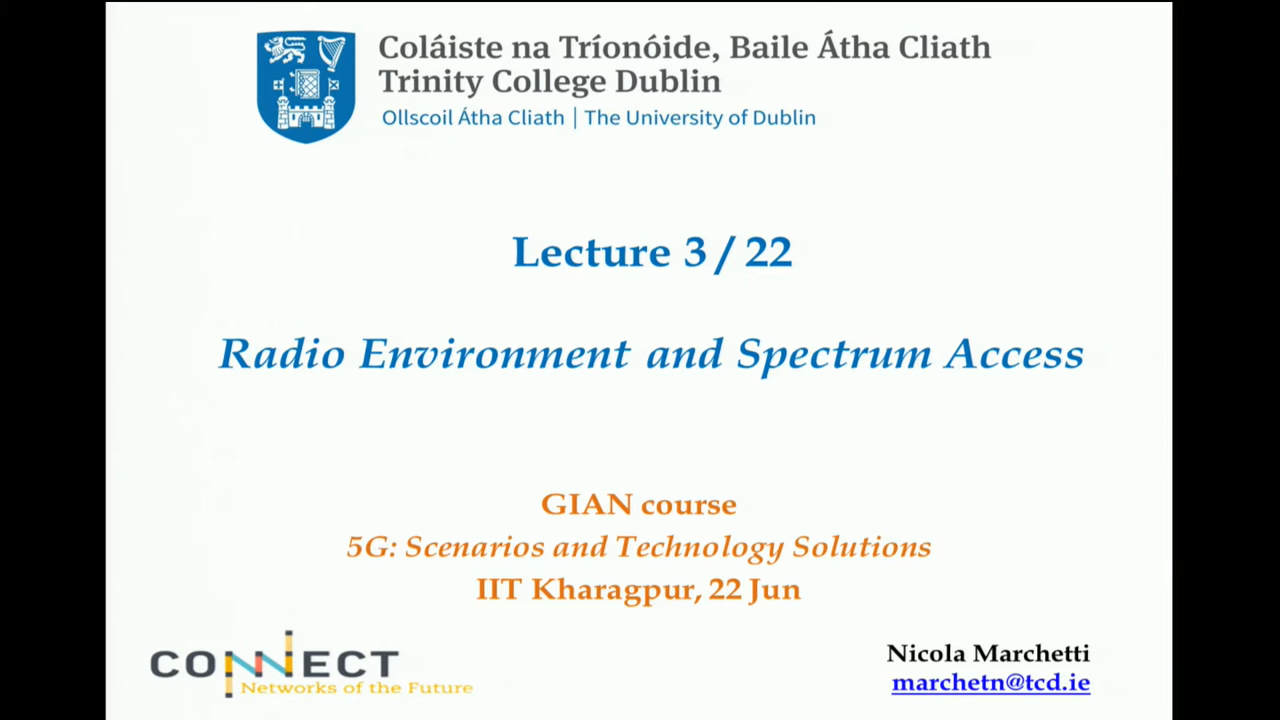 Coláiste na Tríonóide, Baile Átha Cliath
Trinity College Dublin
Ollscoil Átha Cliath | The University of Dublin
Lecture 3 / 22
Radio Environment and Spectrum Access
GIAN course
5G: Scenarios and Technology Solutions
IIT Kharagpur, 22 Jun
CONNECT
Networks of the Future
Nicola Marchetti
marchetn@tcd.ie